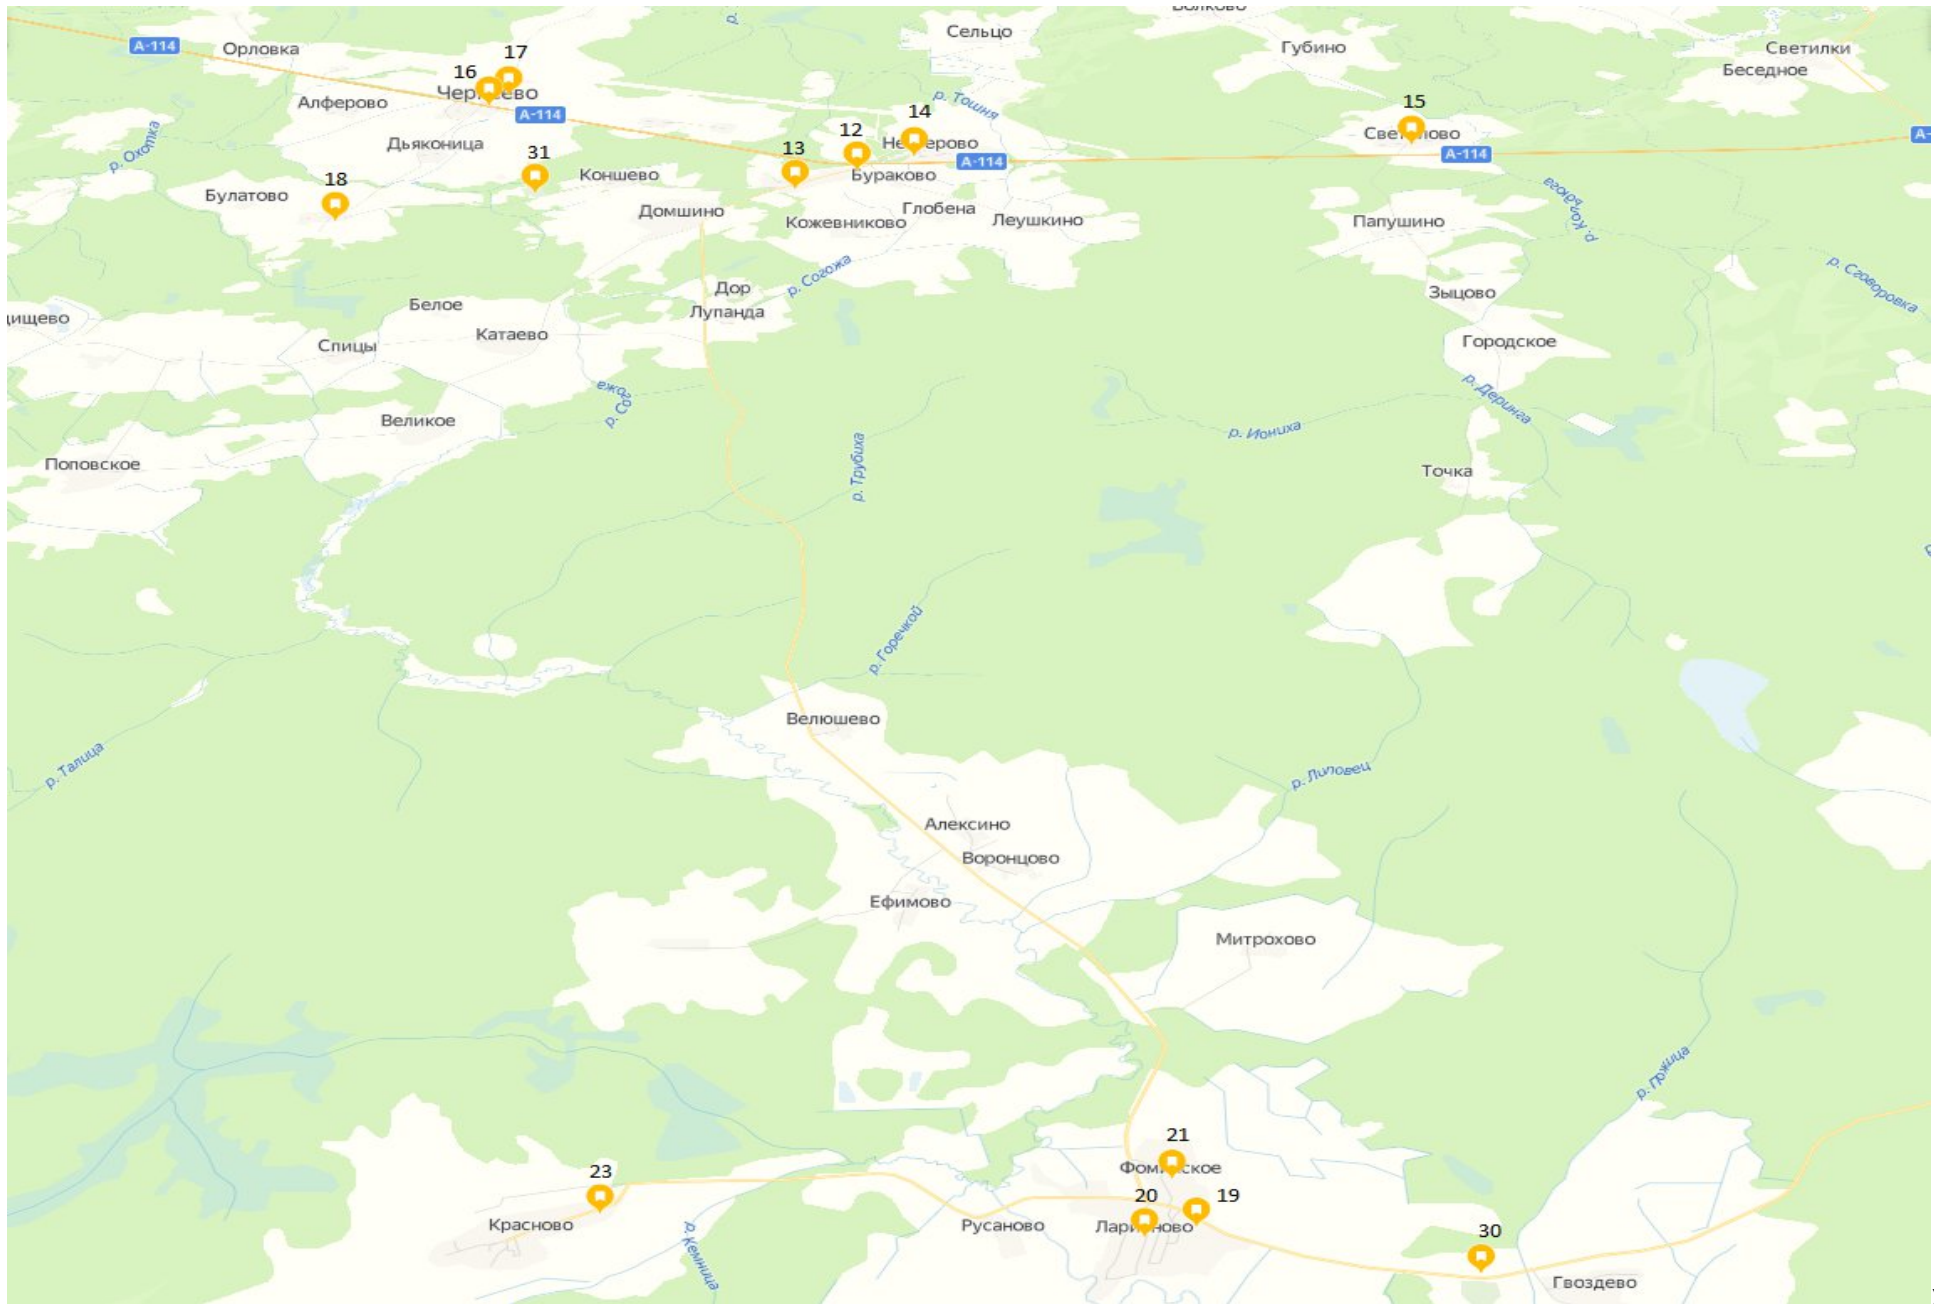 Орловка
А-114
Сельцо
Губино
Светилки
Беседное
17
16
А-114
Алферово
р. Тошня
14
15
12
Дьяконица
р. Охотка
31
13
А-114
А-114
Коншево
Бураково
18
Булатово
Домшино
Кожевниково
Глобена
Леушкино
Папушино
р. Согожа
р. Сговоровка
Дор
Зыцово
Белое
Лупанда
Катаево
Спицы
Городское
р. Деринга
Великое
р. Иониха
Поповское
р. Трубиха
Точка
р. Горечкой
Велюшево
р. Талица
р. Липовец
Алексино
Воронцово
Ефимово
Митрохово
21
23
20
19
Красново
Русаново
р. Кемница
30
Гвоздево